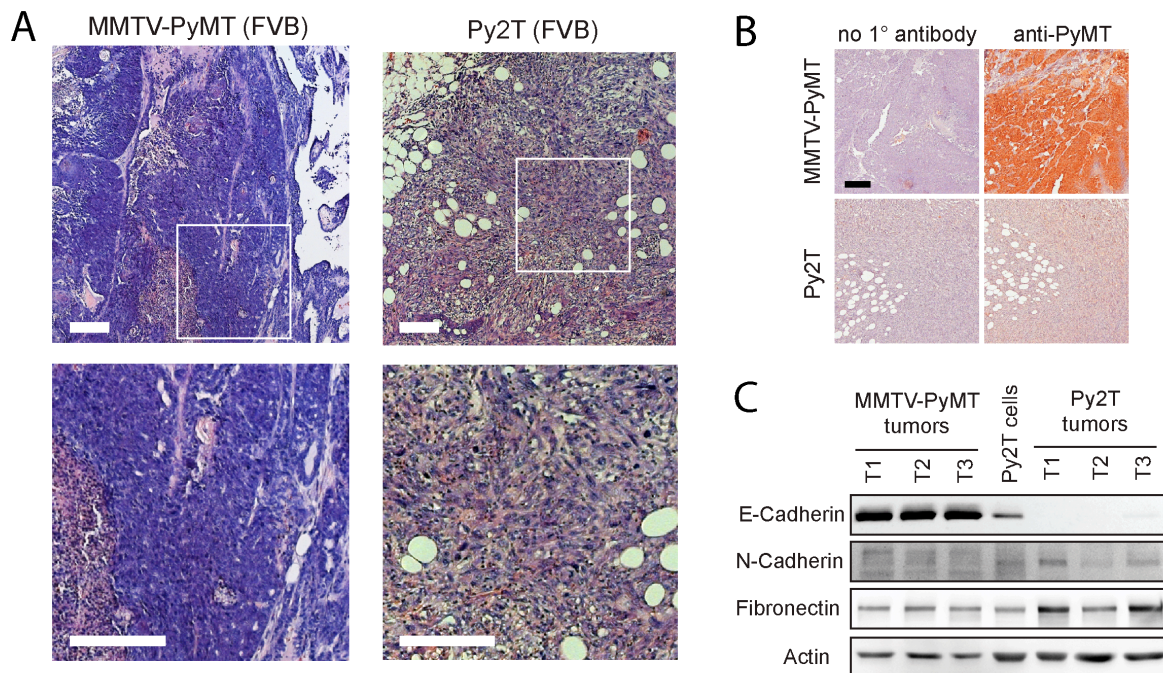 A
MMTV-PyMT (FVB)
Py2T (FVB)
B
no 1° antibody
anti-PyMT
MMTV-PyMT
Py2T
C
MMTV-PyMT
tumors
Py2T cells
Py2T
tumors
T1
T2
T3
T1
T2
T3
E-Cadherin
N-Cadherin
Fibronectin
Actin